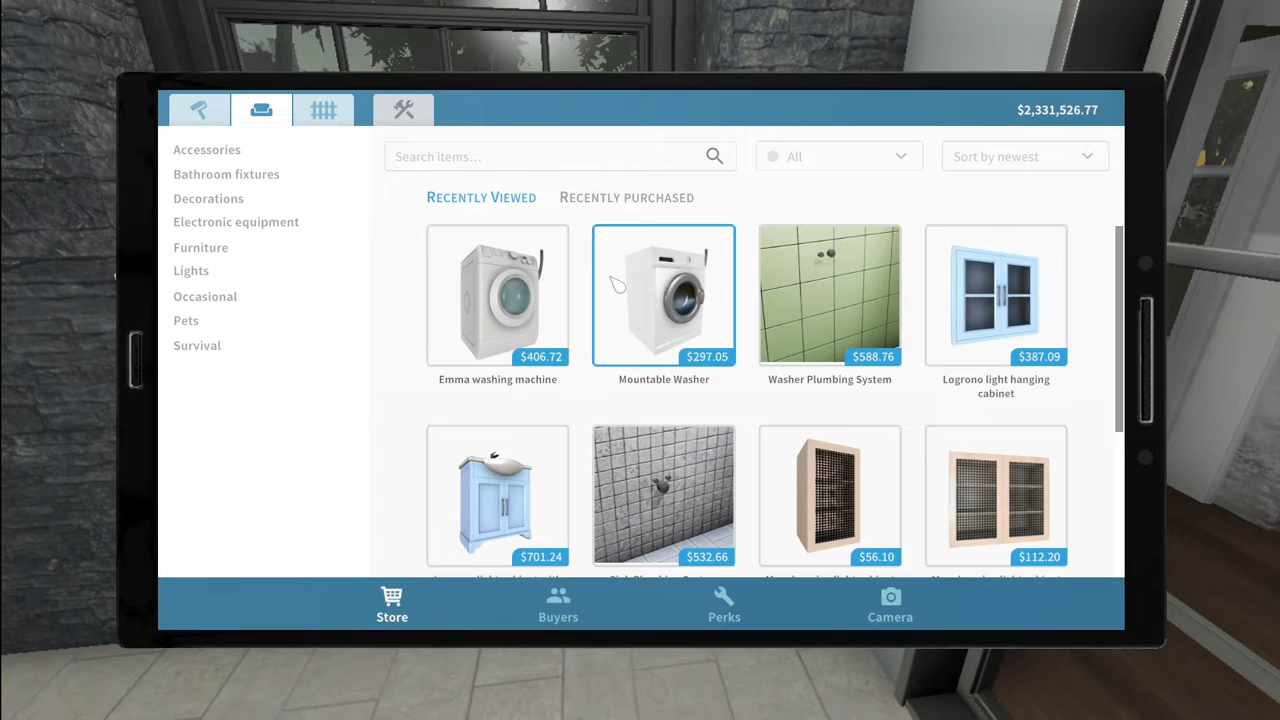 $2,331,526.77
Search items...
All
Sort by newest
Accessories
Bathroom fixtures
Decorations
Electronic equipment
Furniture
Lights
Occasional
Pets
Survival
RECENTLY VIEWED
RECENTLY PURCHASED
$406.72
$297.05
$588.76
$387.09
Emma washing machine
Mountable Washer
Washer Plumbing System
Logrono light hanging
cabinet
$701.24
$532.66
$56.10
$112.20
Store
Buyers
Perks
Camera